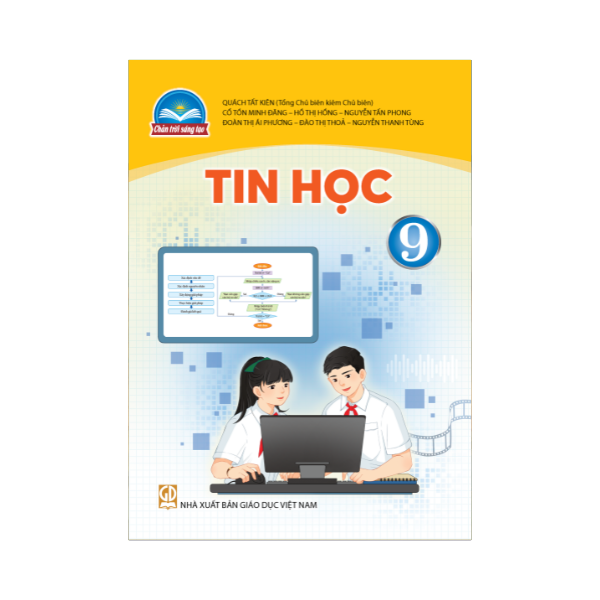 QUÁCH TẤT KIÊN (Tổng Chủ biên kiêm Chủ biên)
CỔ TỒN MINH ĐĂNG – HỒ THỊ HỒNG – NGUYỄN TẤN PHONG
ĐOÀN THỊ ÁI PHƯƠNG – ĐÀO THỊ THOẢ – NGUYỄN THANH TÙNG
Chân trời sáng tạo
TIN HỌC
9
GD
NHÀ XUẤT BẢN GIÁO DỤC VIỆT NAM